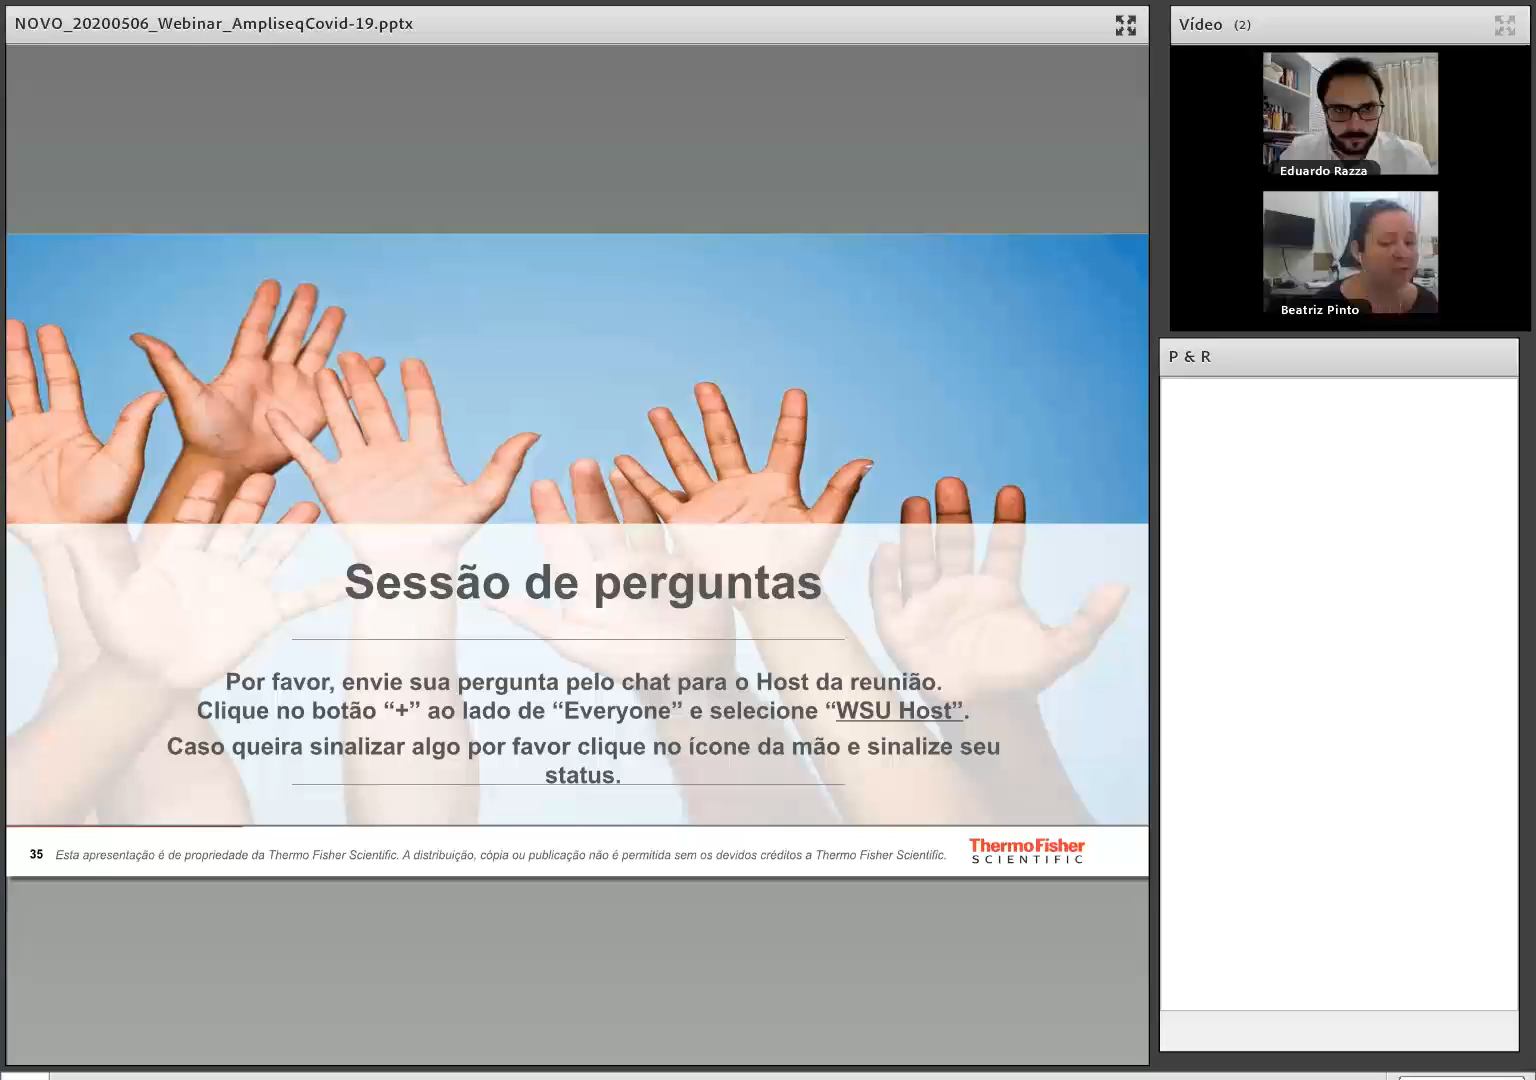 NOVO_20200506_Webinar_AmpliseqCovid-19.pptx
Vídeo (2)
Eduardo Razza
Beatriz Pinto
P & R
Sessão de perguntas
Por favor, envie sua pergunta pelo chat para o Host da reunião.
Clique no botão “+” ao lado de “Everyone” e selecione “WSU Host”.
Caso queira sinalizar algo por favor clique no ícone da mão e sinalize seu
status.
35 Esta apresentação é de propriedade da Thermo Fisher Scientific. A distribuição, cópia ou publicação não é permitida sem os devidos créditos a Thermo Fisher Scientific.
ThermoFisher
SCIENTIFIC